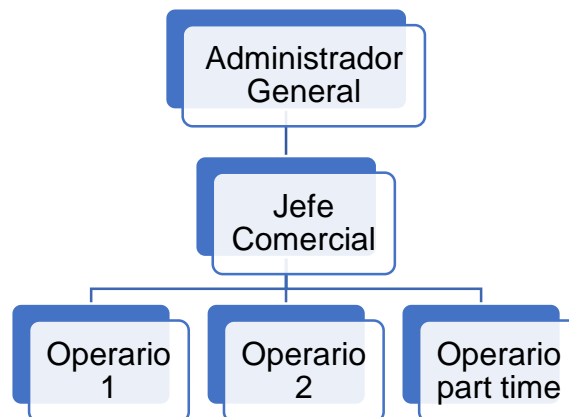 Administrador
General
Jefe
Comercial
Operario
1
Operario
2
Operario
part time